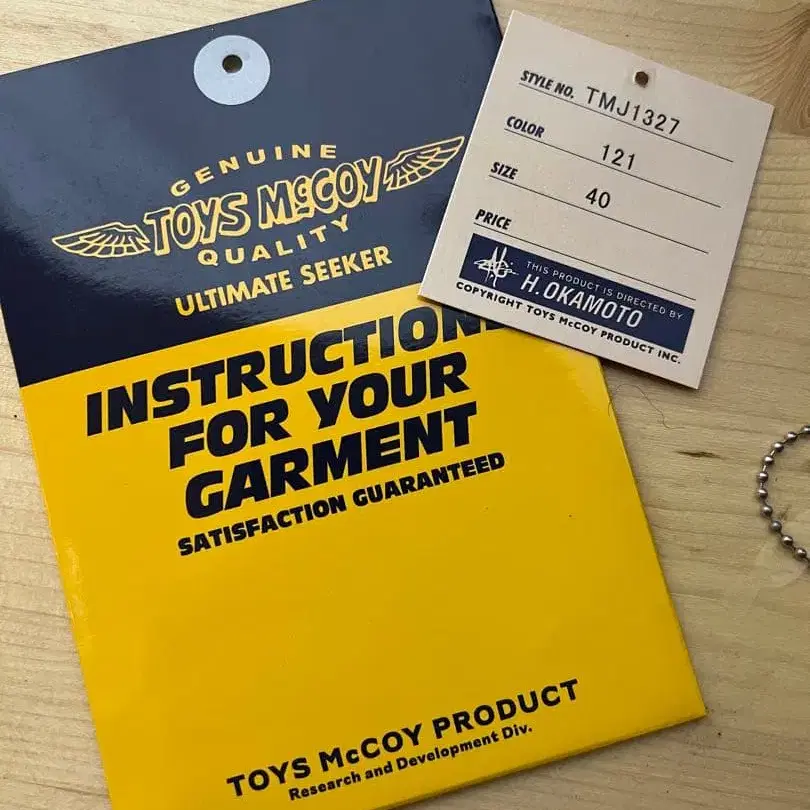 GENUINE
TOYS McCOY
QUALITY
ULTIMATE SEEKER
INSTRUCTION
FOR YOUR
GARMENT
SATISFACTION GUARANTEED
TOYS McCOY PRODUCT
Research and Development Div.
STYLE NO. TMJ1327
COLOR 121
SIZE 40
PRICE
THIS PRODUCT IS DIRECTED BY
H.OKAMOTO
COPYRIGHT TOYS McCOY PRODUCT INC.